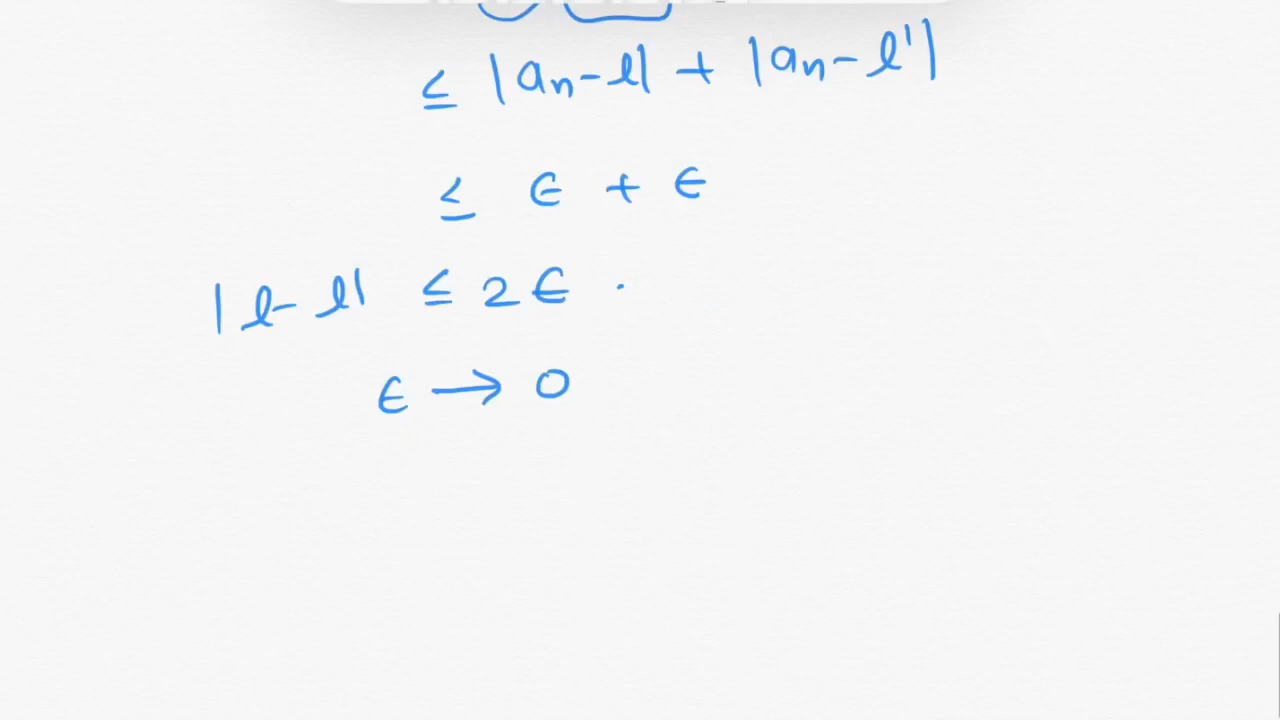 ≤ |aₙ - l| + |aₙ - l'|
≤ ϵ + ϵ
|l - l| ≤ 2ϵ .
ϵ → 0